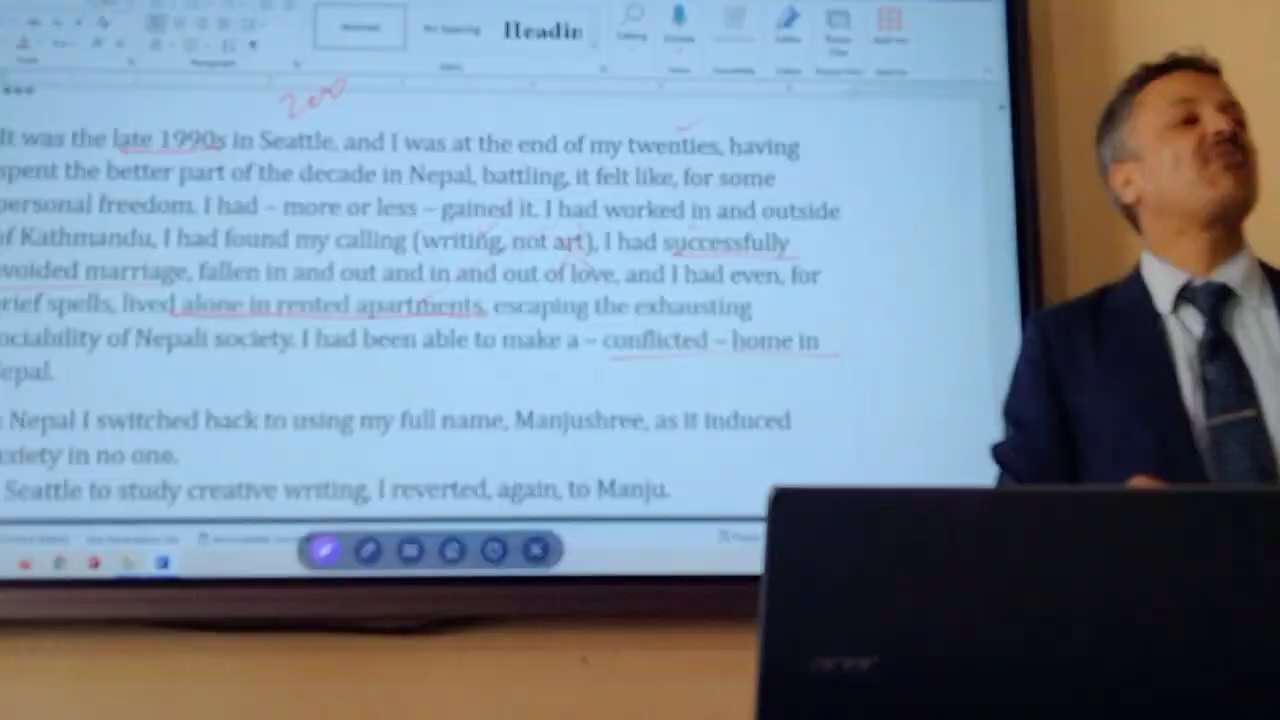 Headin
***
It was the late 1990s in Seattle, and I was at the end of my twenties, having
spent the better part of the decade in Nepal, battling, it felt like, for some
personal freedom. I had – more or less – gained it. I had worked in and outside
of Kathmandu, I had found my calling (writing, not art), I had successfully
voided marriage, fallen in and out and in and out of love, and I had even, for
rief spells, lived alone in rented apartments, escaping the exhausting
ociability of Nepali society. I had been able to make a – conflicted – home in
epal.
Nepal I switched back to using my full name, Manjushree, as it induced
xiety in no one.
Seattle to study creative writing, I reverted, again, to Manju.
acer